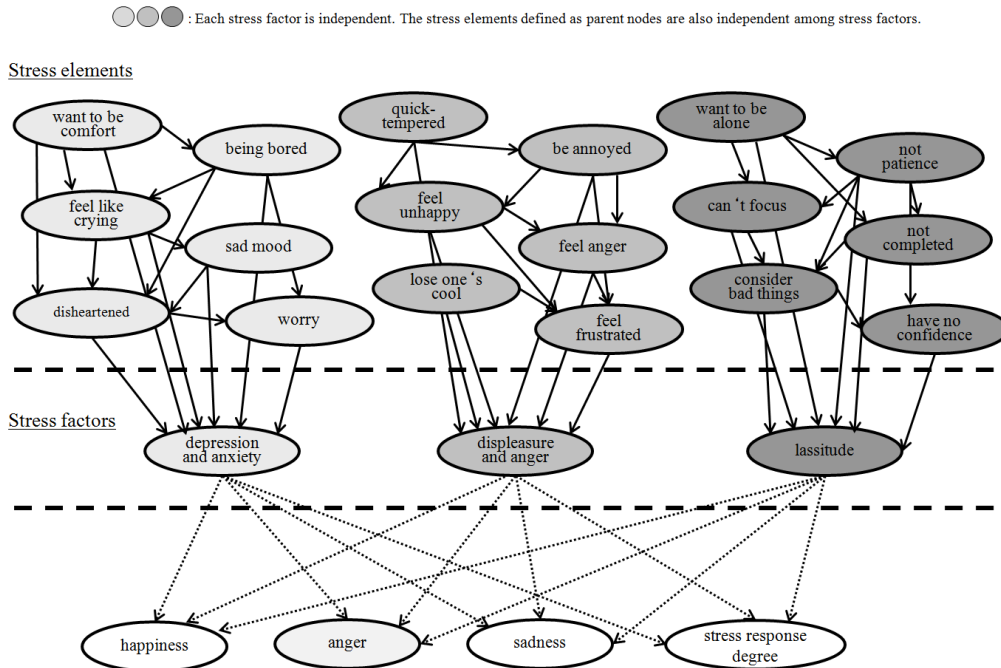 : Each stress factor is independent. The stress elements defined as parent nodes are also independent among stress factors.
Stress elements
want to be
comfort
being bored
feel like
crying
sad mood
disheartened
worry
quick-
tempered
be annoyed
feel
unhappy
feel anger
lose one‘s
cool
feel
frustrated
want to be
alone
not
patience
can‘t focus
not
completed
consider
bad things
have no
confidence
Stress factors
depression
and anxiety
displeasure
and anger
lassitude
happiness
anger
sadness
stress response
degree